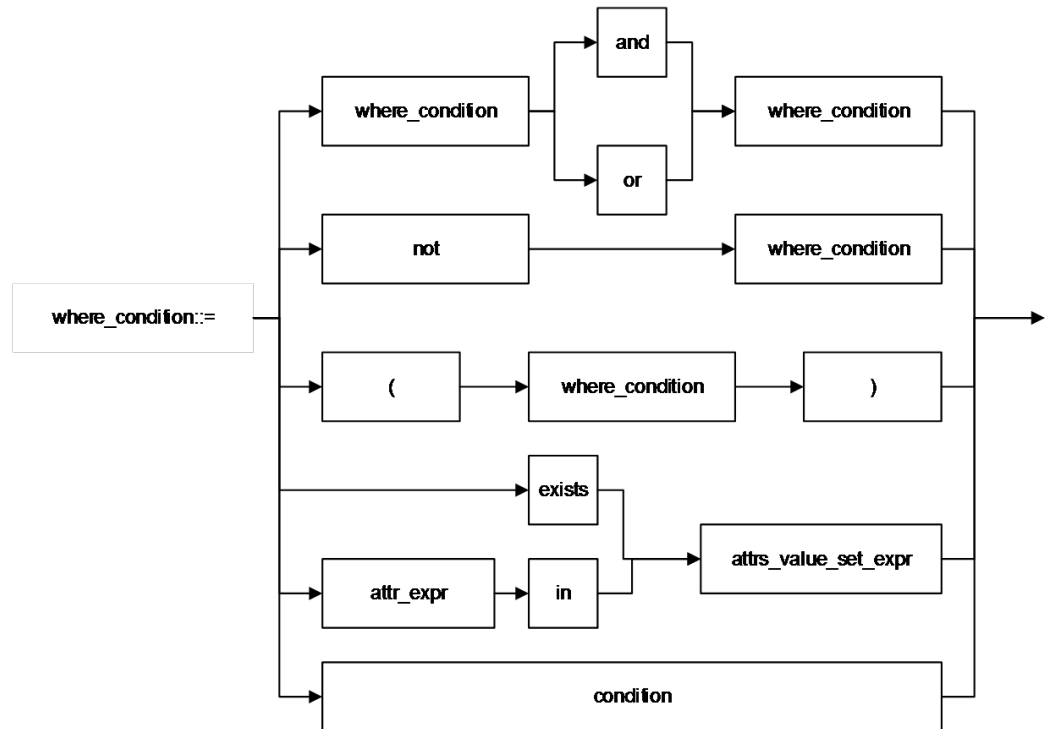 and
where_condition
where_condition
or
not
where_condition
where_condition::=
(
where_condition
)
exists
attrs_value_set_expr
attr_expr
in
condition